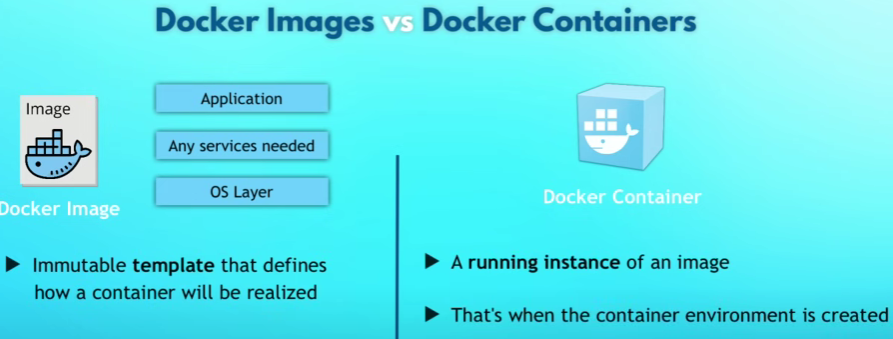 Docker Images vs Docker Containers
Image
Docker Image
Application
Any services needed
OS Layer
Immutable template that defines
how a container will be realized
Docker Container
A running instance of an image
That's when the container environment is created